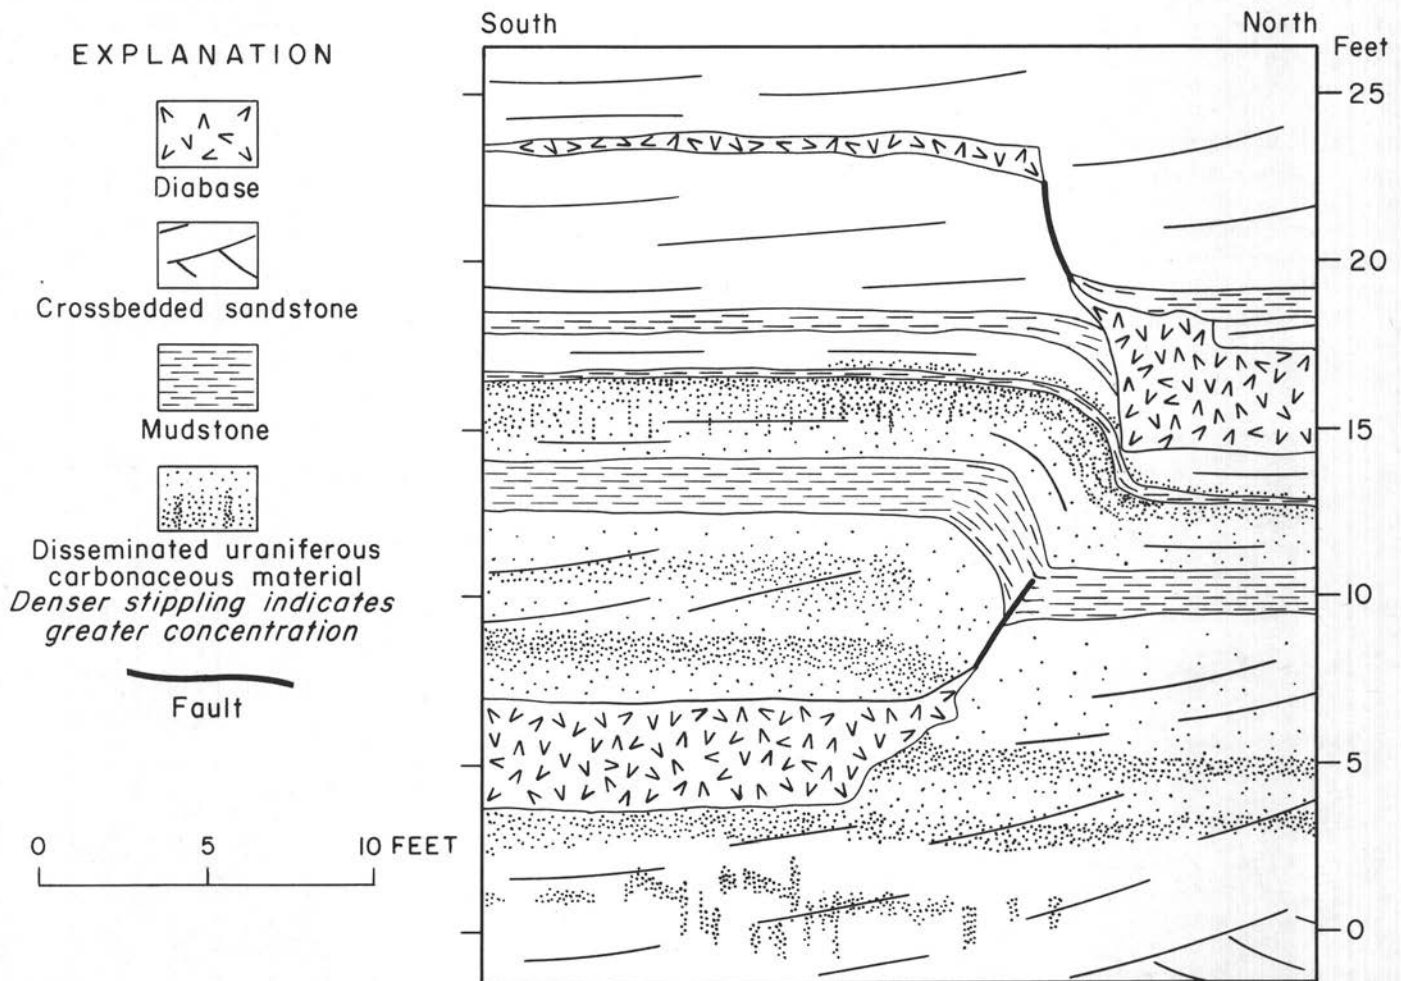 EXPLANATION
Diabase
Crossbedded sandstone
Mudstone
Disseminated uraniferous
carbonaceous material
Denser stippling indicates
greater concentration
Fault
0 5 10 FEET
South North
Feet
25
20
15
10
5
0